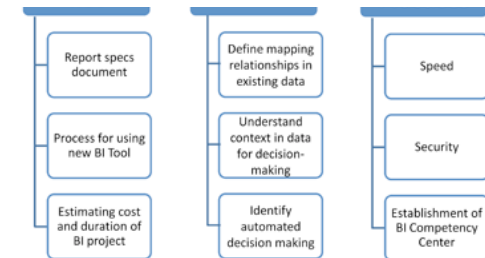 Report specs
document
Process for using
new BI Tool
Estimating cost
and duration of
BI project
Define mapping
relationships in
existing data
Understand
context in data
for decision-
making
Identify
automated
decision making
Speed
Security
Establishment of
BI Competency
Center